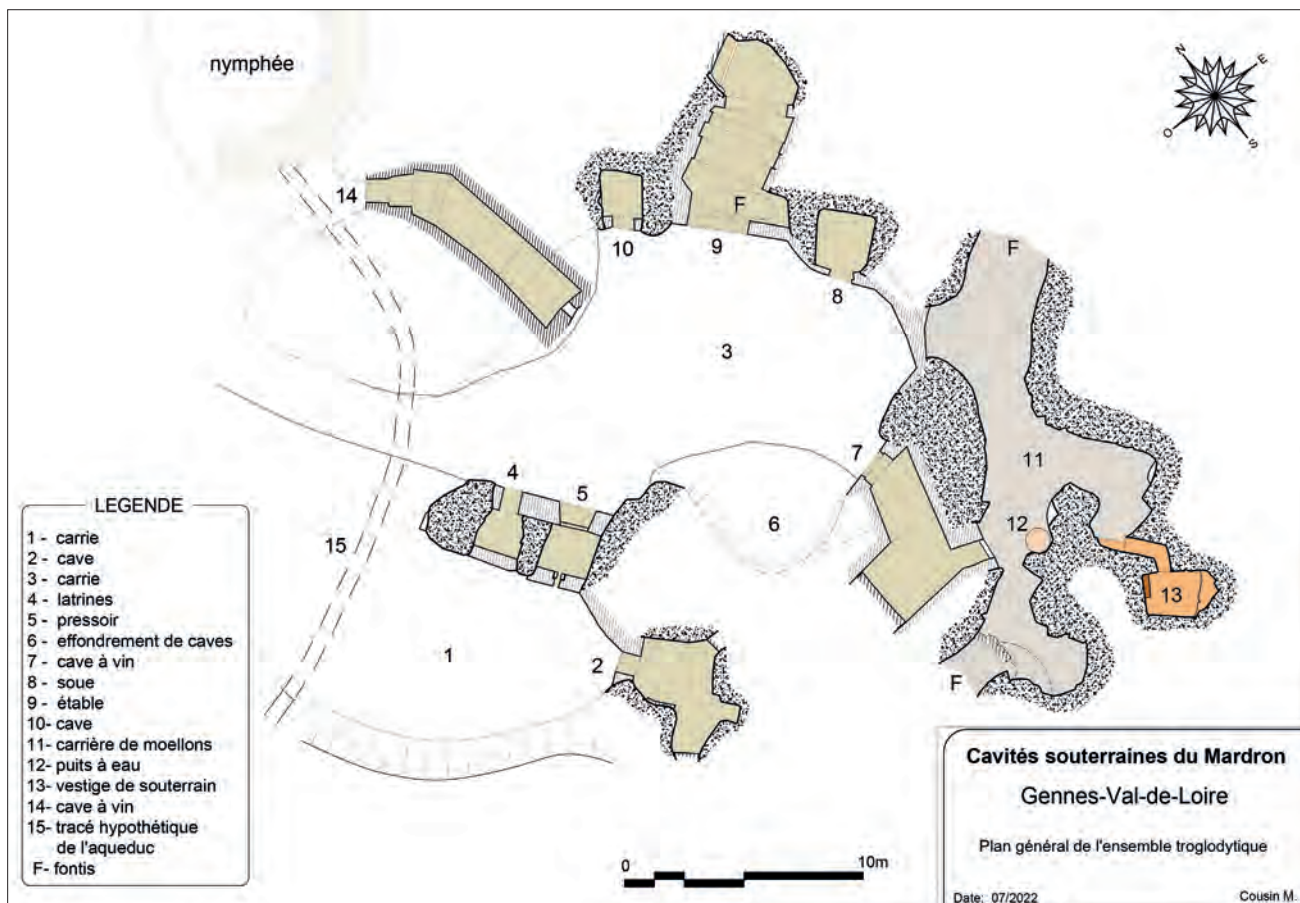 nymphée
N
E
O
S
14
10
F
9
8
F
3
11
7
4
5
6
12
15
13
1
2
F
LEGENDE
1 - carrie
2 - cave
3 - carrie
4 - latrines
5 - pressoir
6 - effondrement de caves
7 - cave à vin
8 - soue
9 - étable
10- cave
11- carrière de moellons
12- puits à eau
13- vestige de souterrain
14- cave à vin
15- tracé hypothétique
de l'aqueduc
F- fontis
0 10m
Cavités souterraines du Mardron
Gennes-Val-de-Loire
Plan général de l'ensemble troglodytique
Date: 07/2022 Cousin M.